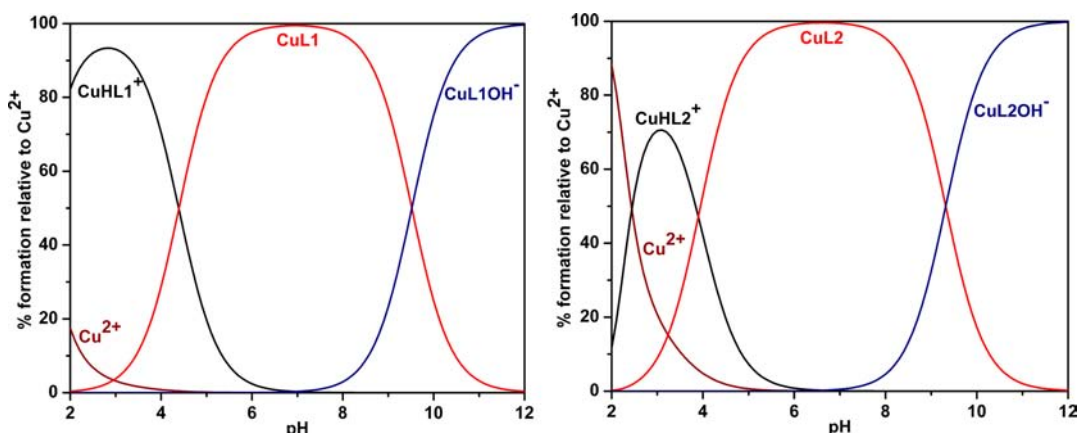 % formation relative to Cu²⁺
100
80
60
40
20
0
CuHL1⁺
CuL1
CuL1OH⁻
Cu²⁺
2 4 6 8 10 12
pH
% formation relative to Cu²⁺
100
80
60
40
20
0
CuL2
CuHL2⁺
CuL2OH⁻
Cu²⁺
2 4 6 8 10 12
pH